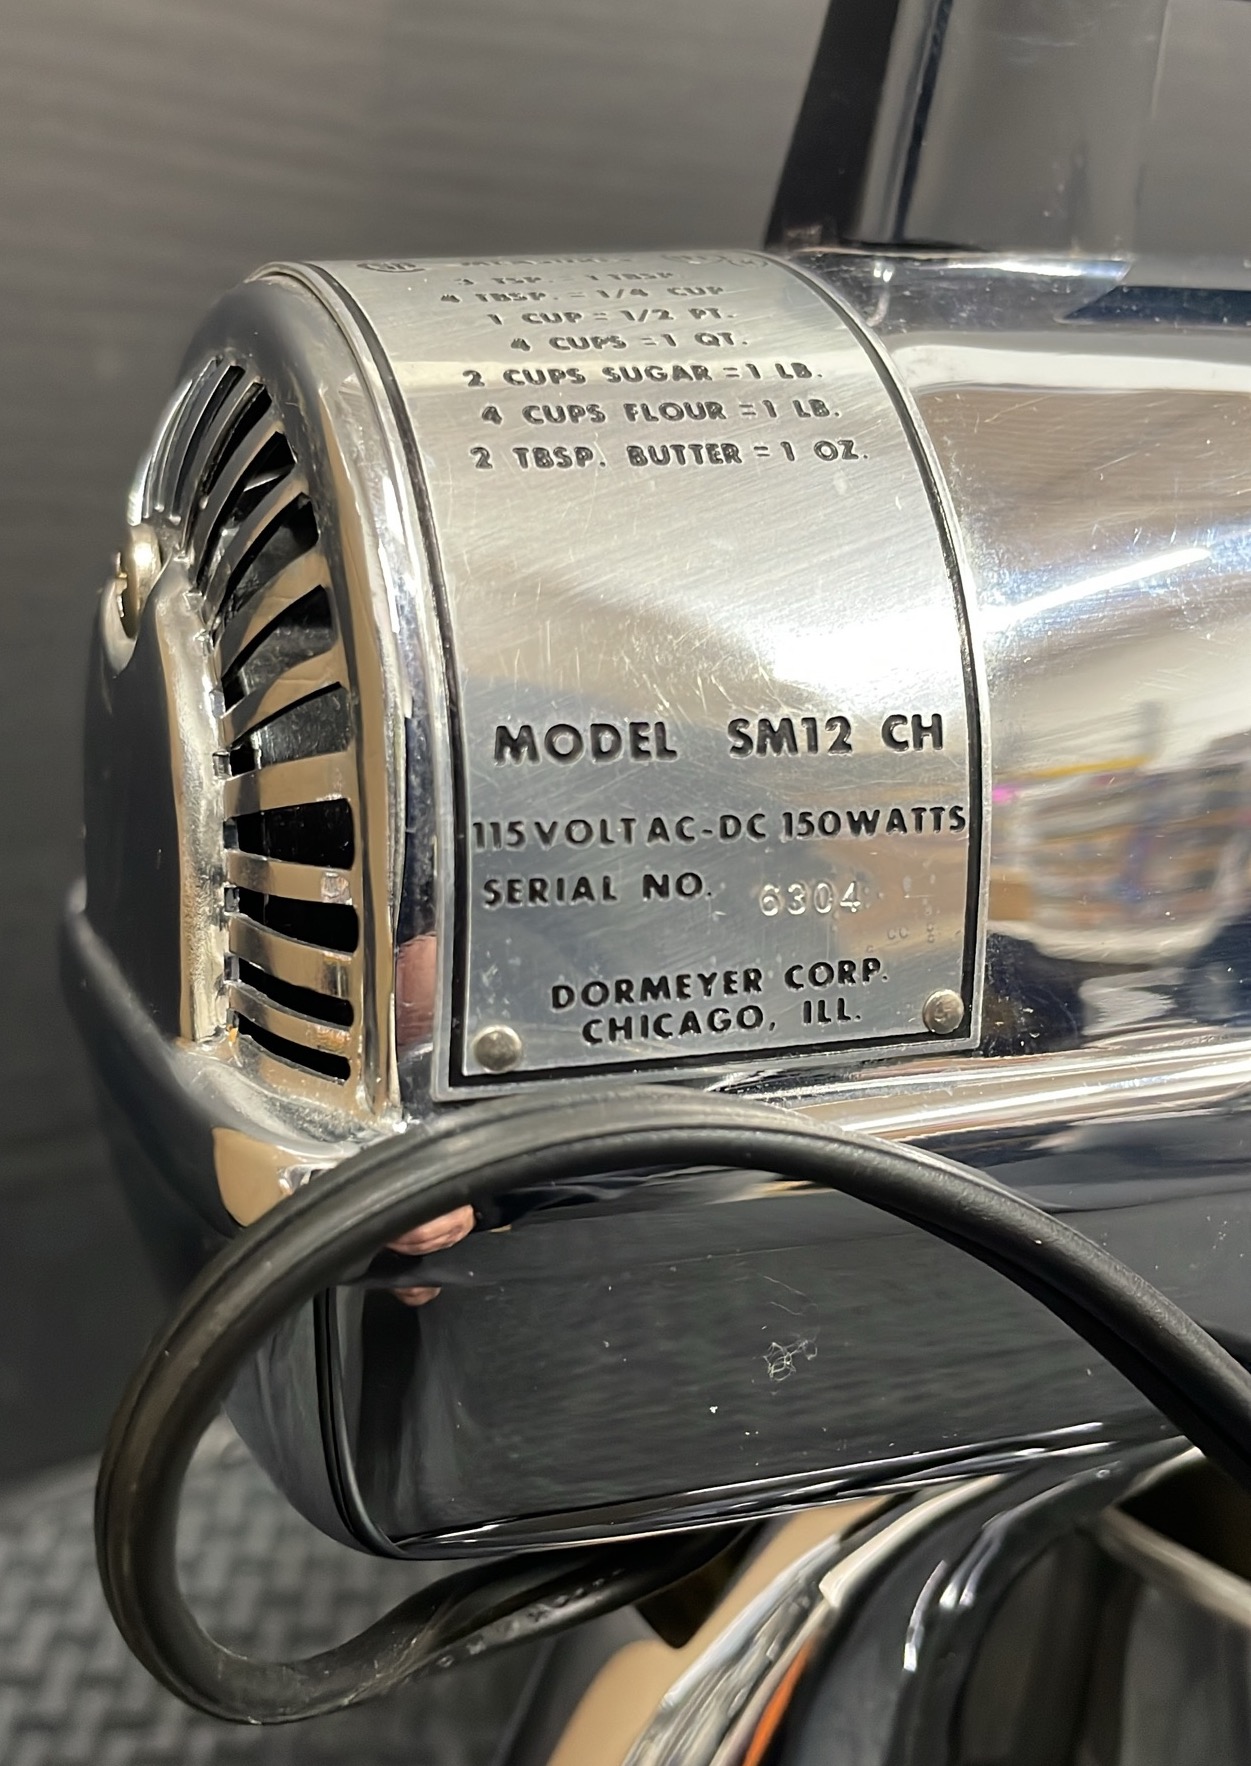 3 TSP. = 1 TBSP.
4 TBSP. = 1/4 CUP
1 CUP = 1/2 PT.
4 CUPS = 1 QT.
2 CUPS SUGAR = 1 LB.
4 CUPS FLOUR = 1 LB.
2 TBSP. BUTTER = 1 OZ.
MODEL SM12 CH
115 VOLT AC-DC 150 WATTS
SERIAL NO. 6304
DORMEYER CORP.
CHICAGO, ILL.